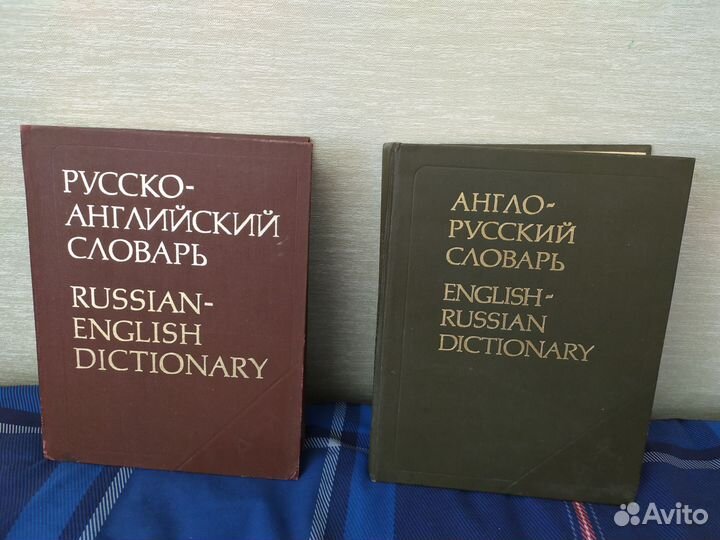 РУССКО-
АНГЛИЙСКИЙ
СЛОВАРЬ
RUSSIAN-
ENGLISH
DICTIONARY
АНГЛО-
РУССКИЙ
СЛОВАРЬ
ENGLISH-
RUSSIAN
DICTIONARY
Avito